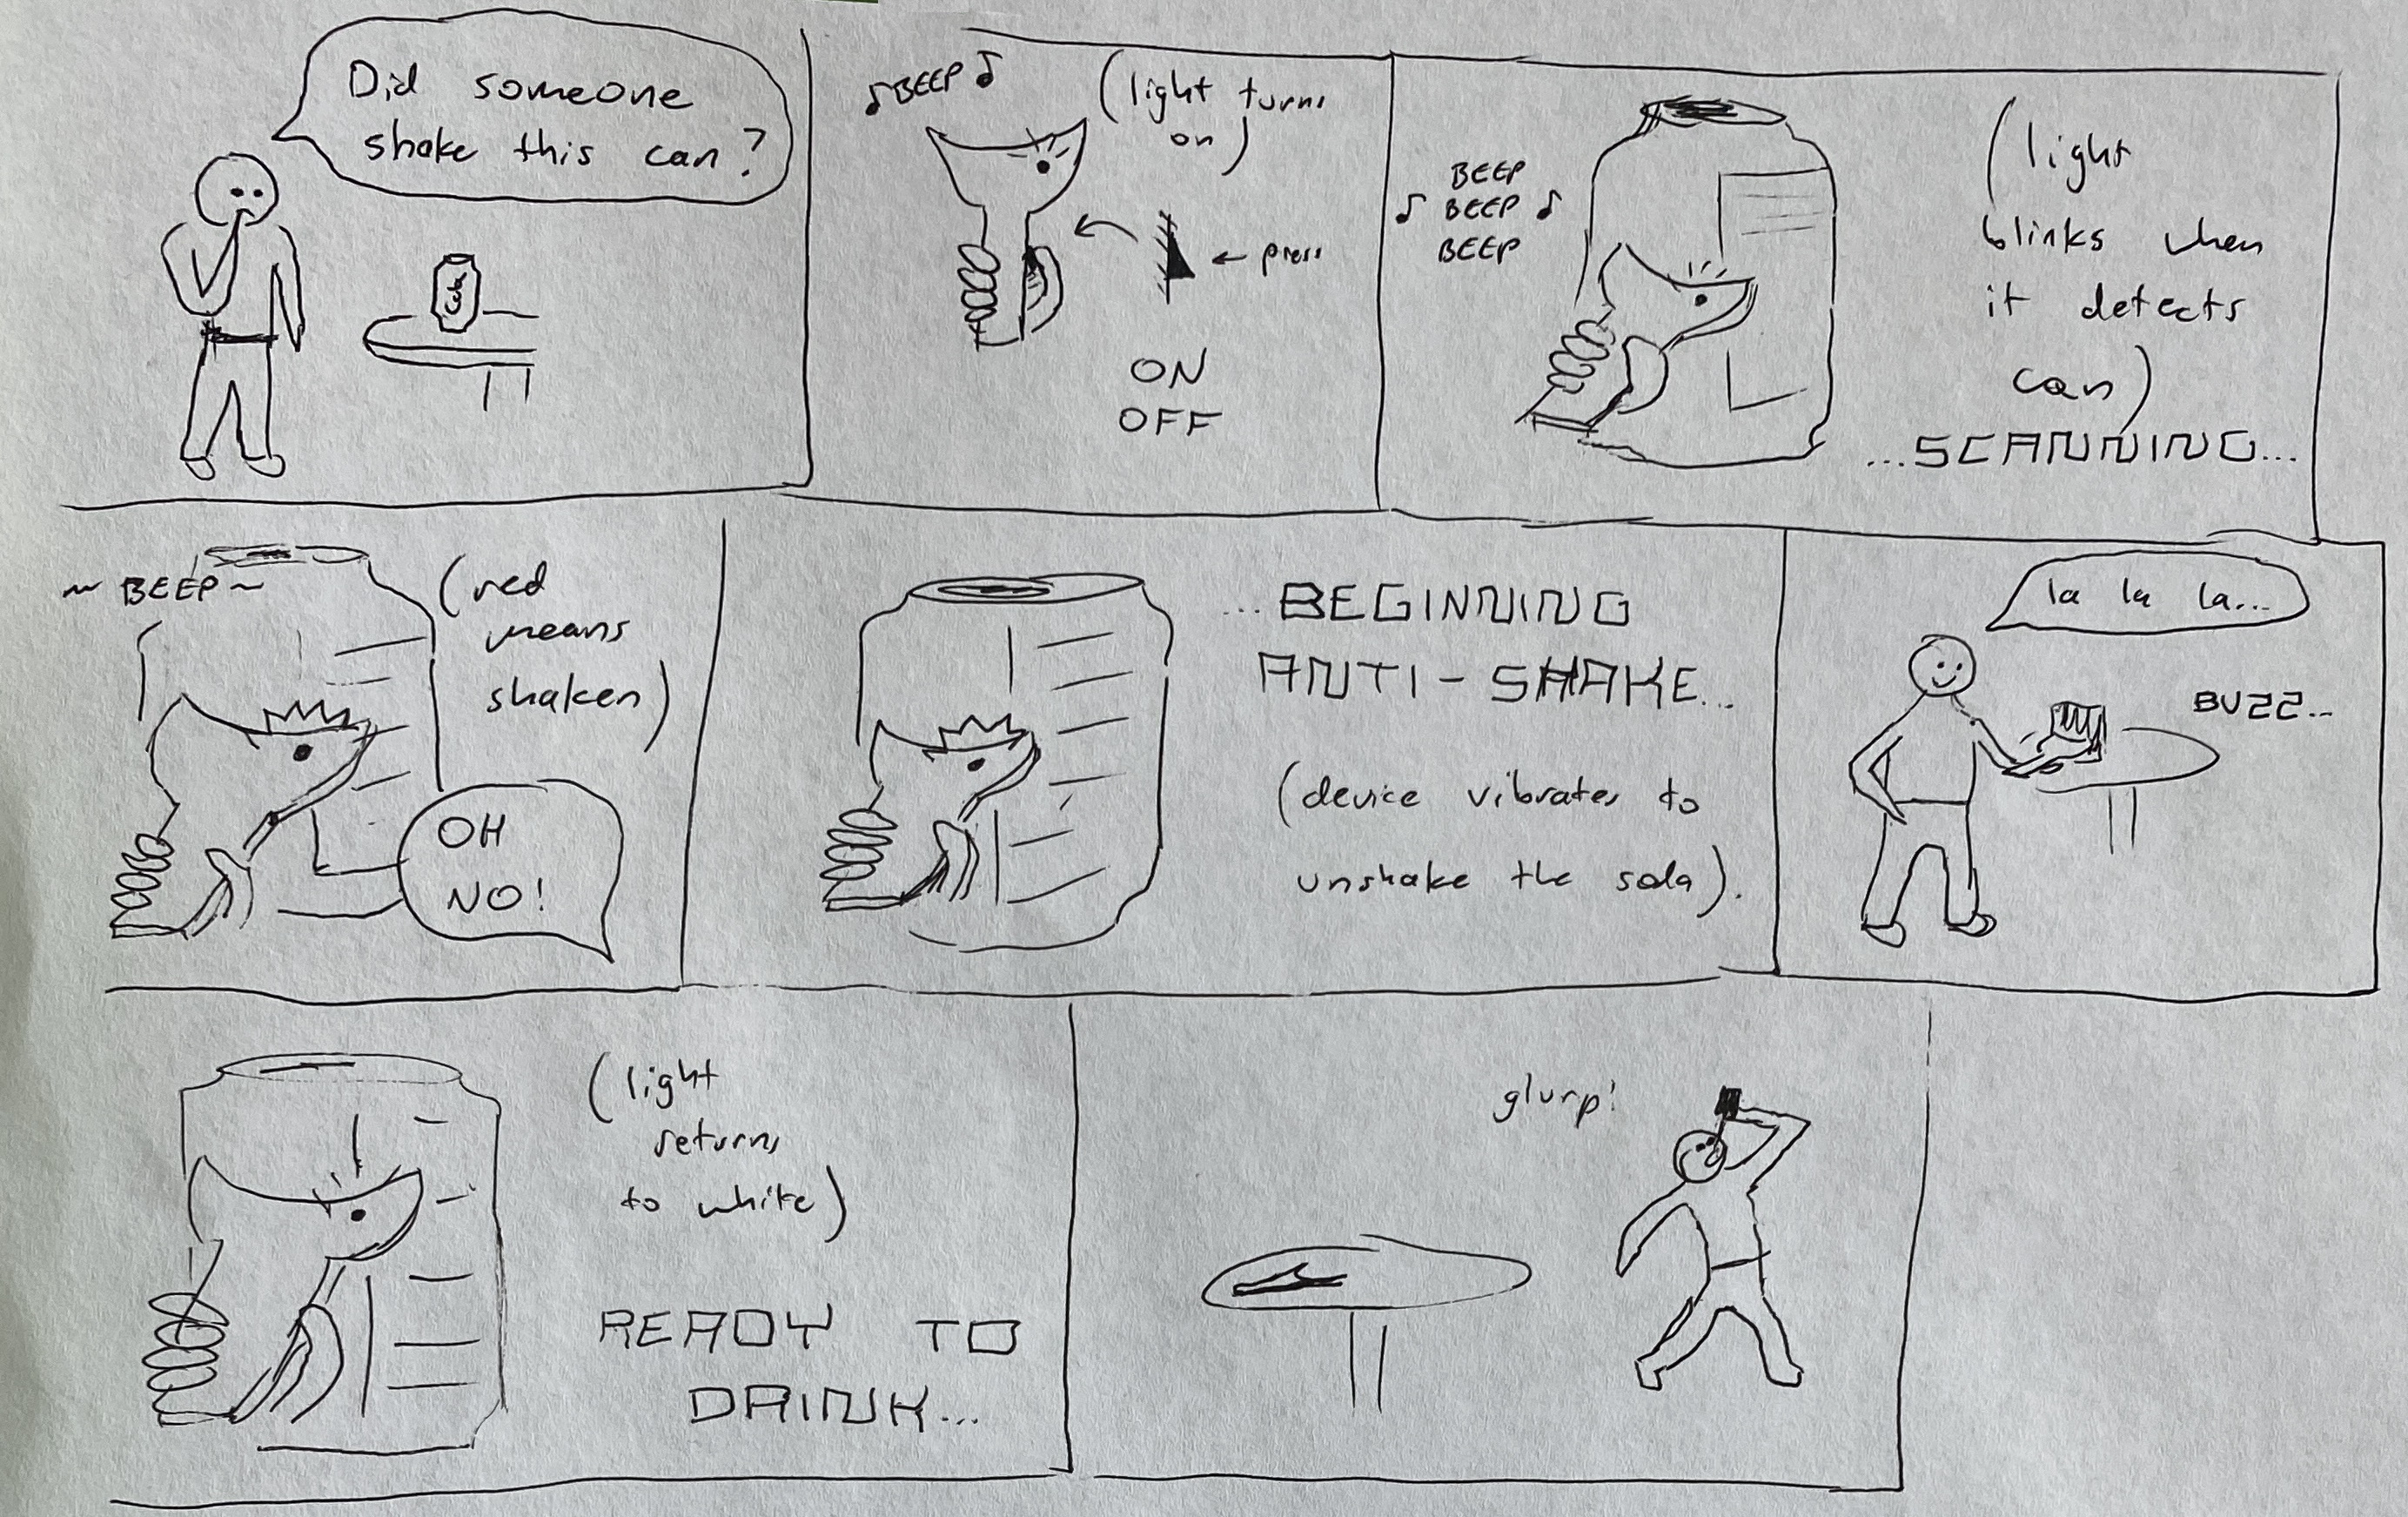 Did someone
shake this can?
Coke
♪BEEP♪
(light turns
on)
← press
ON
OFF
BEEP
♪ BEEP ♪
BEEP
(light
blinks when
it detects
can)
...SCANNING...
~ BEEP ~
(red
means
shaken)
OH
NO!
...BEGINNING
ANTI-SHAKE...
(device vibrates to
unshake the soda).
la la la...
BUZZ...
(light
returns
to white)
READY TO
DRINK...
glurp!